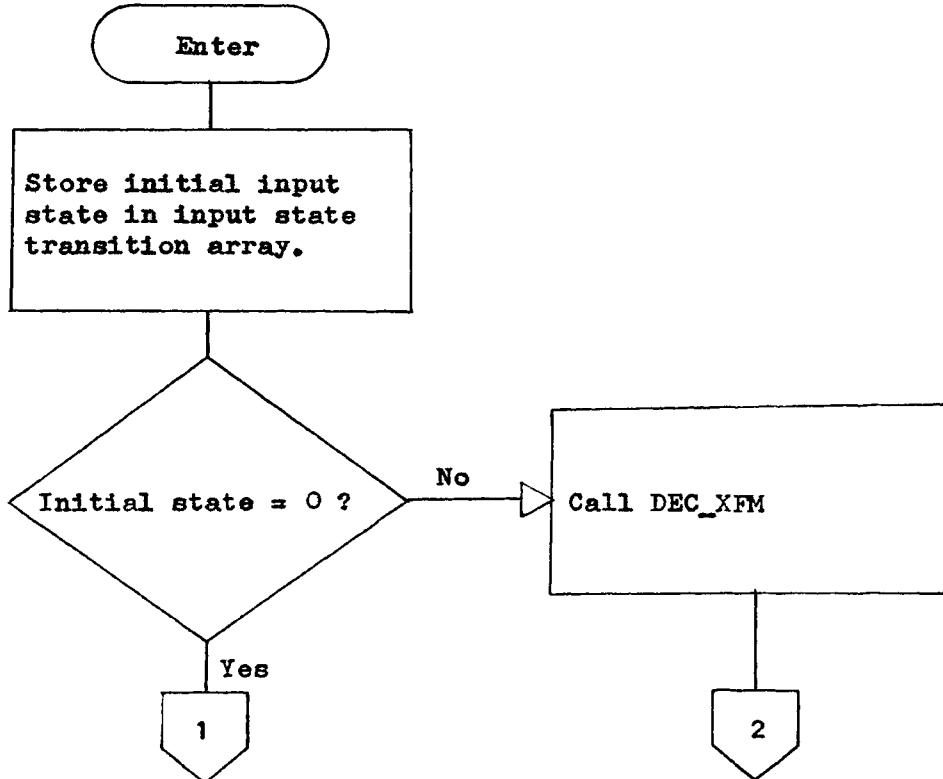 Enter
Store initial input
state in input state
transition array.
Initial state = 0 ?
No
Call DEC_XFM
Yes
1
2